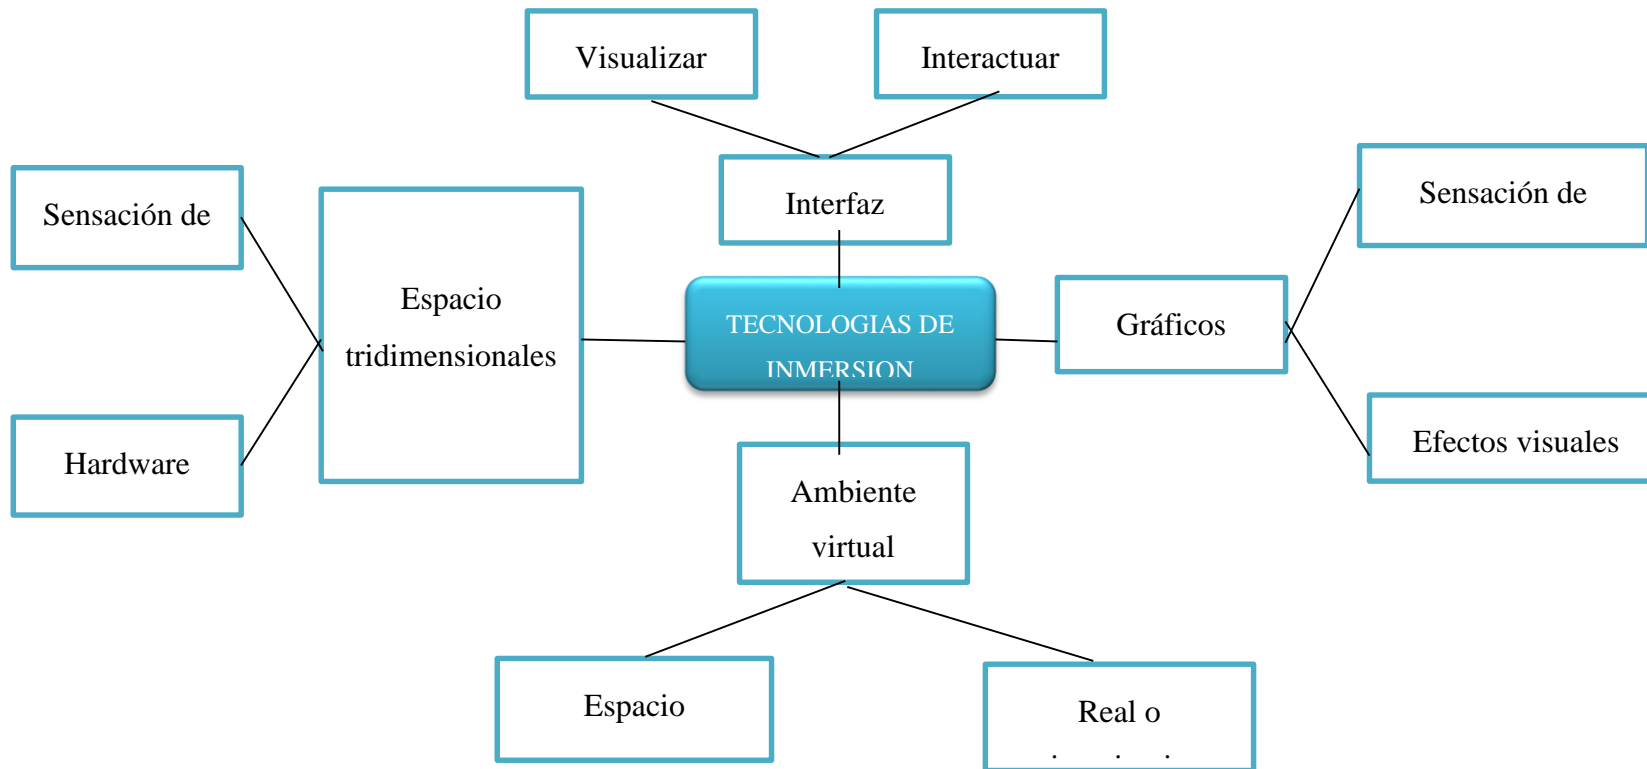 Visualizar
Interactuar
Sensación de
Interfaz
Sensación de
Espacio
tridimensionales
TECNOLOGIAS DE
INMERSION
Gráficos
Hardware
Efectos visuales
Ambiente
virtual
Espacio
Real o